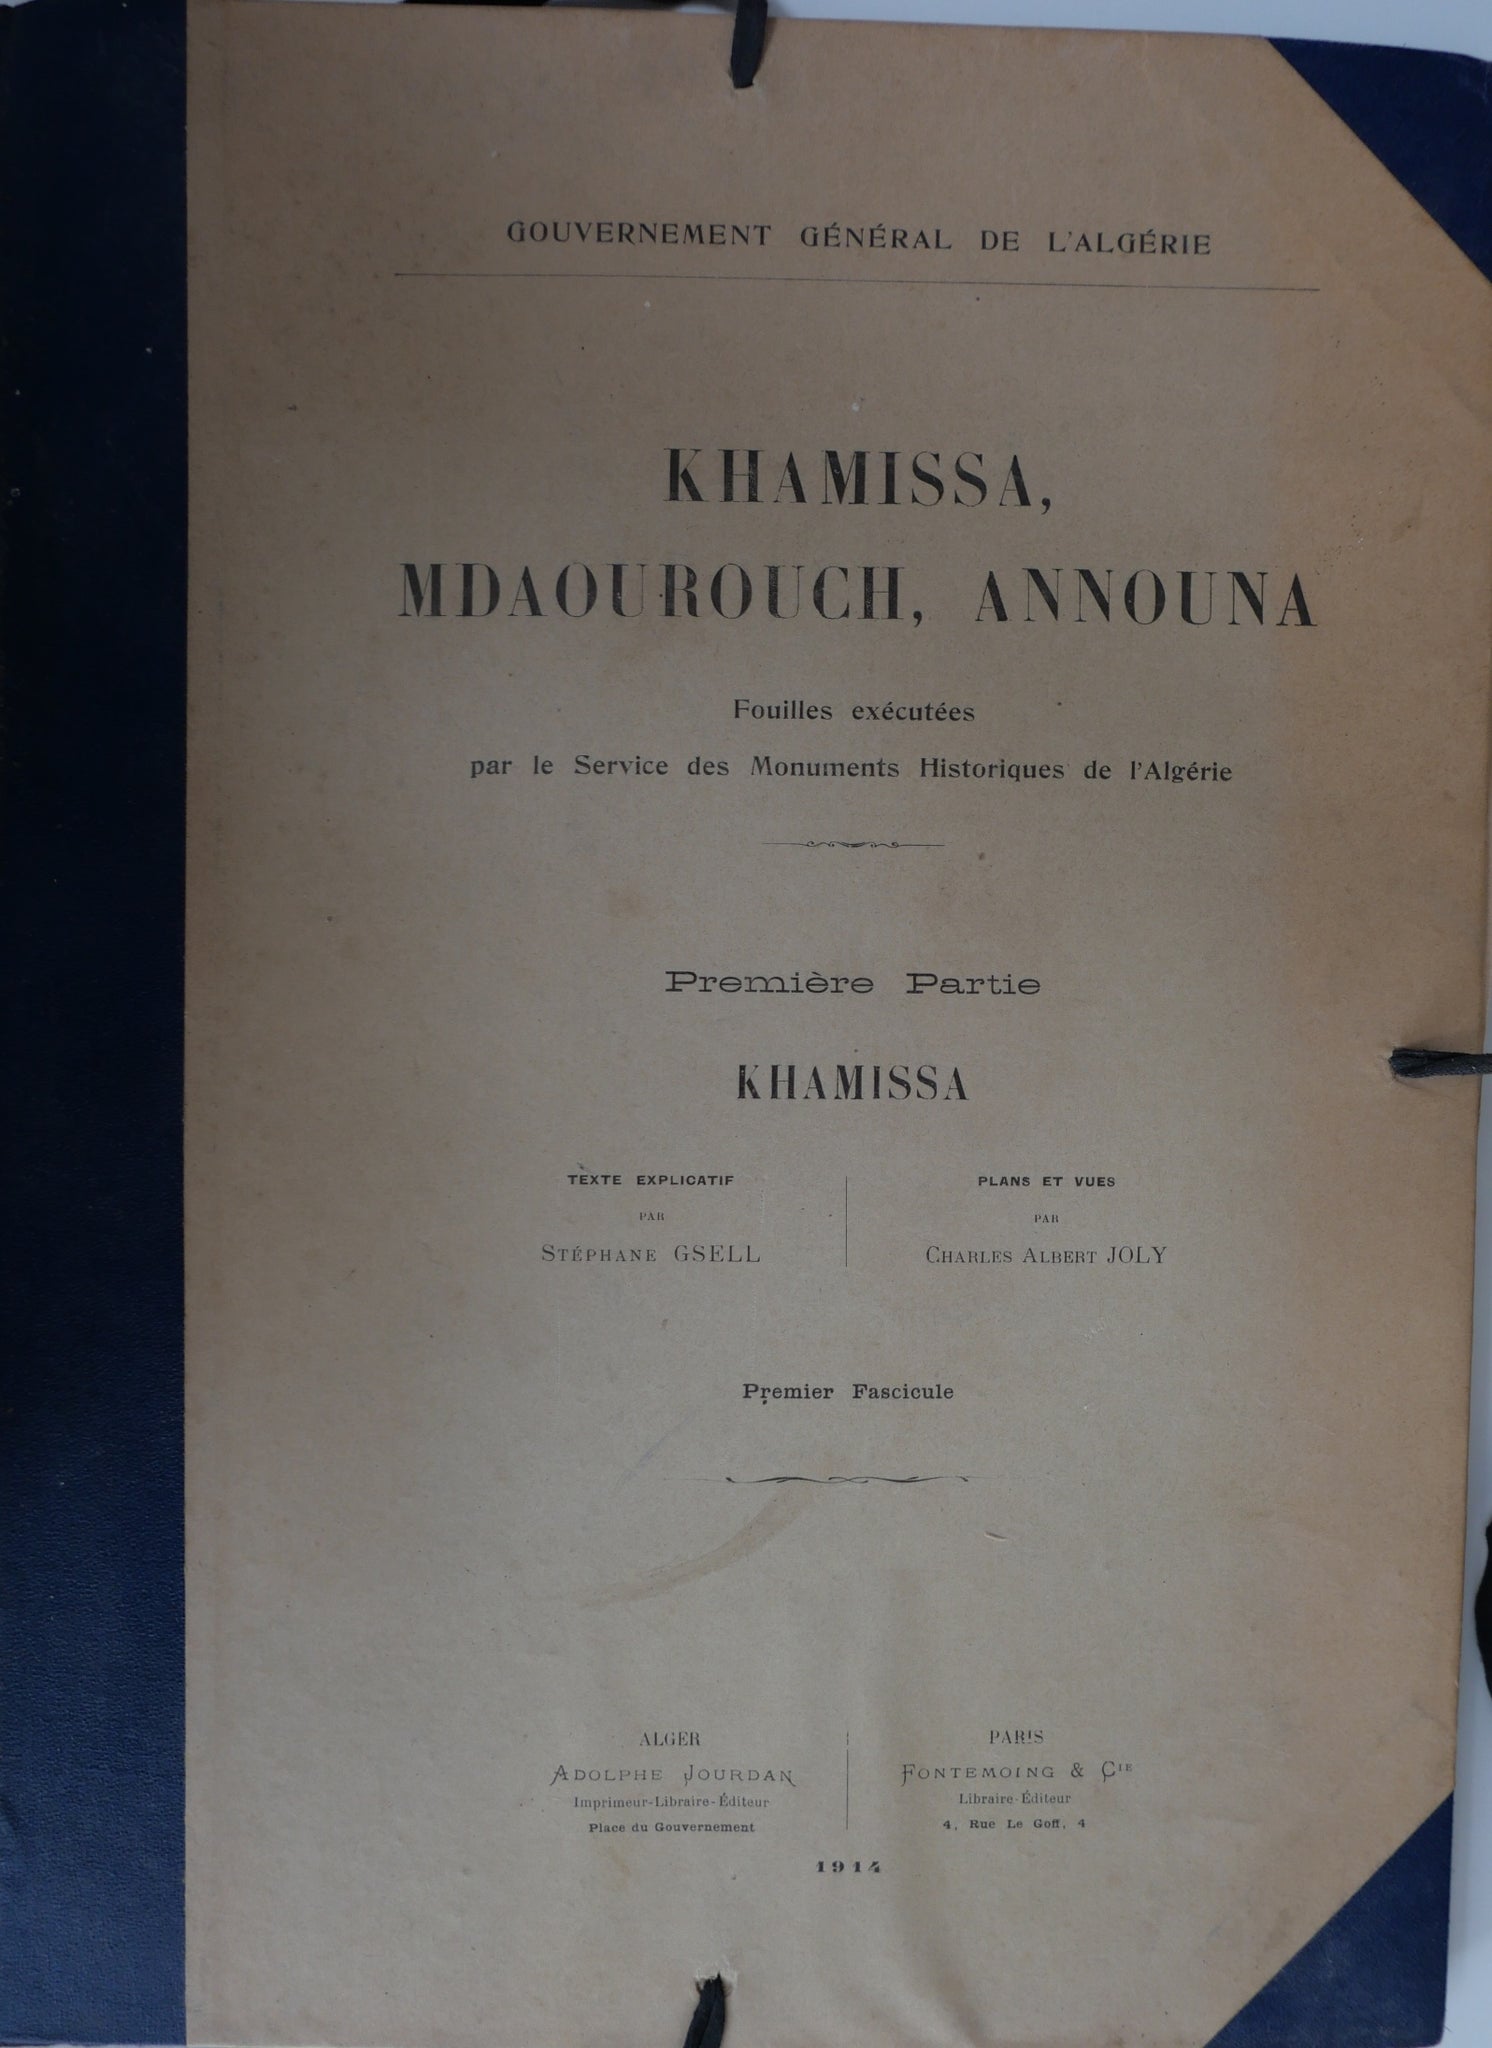 GOUVERNEMENT GÉNÉRAL DE L'ALGÉRIE
KHAMISSA,
MDAOUROUCH, ANNOUNA
Fouilles exécutées
par le Service des Monuments Historiques de l'Algérie
Première Partie
KHAMISSA
TEXTE EXPLICATIF
PAR
STÉPHANE GSELL
PLANS ET VUES
PAR
CHARLES ALBERT JOLY
Premier Fascicule
ALGER
ADOLPHE JOURDAN
Imprimeur-Libraire-Éditeur
Place du Gouvernement
PARIS
FONTEMOING & CIE
Libraire-Éditeur
4, Rue Le Goff, 4
1914